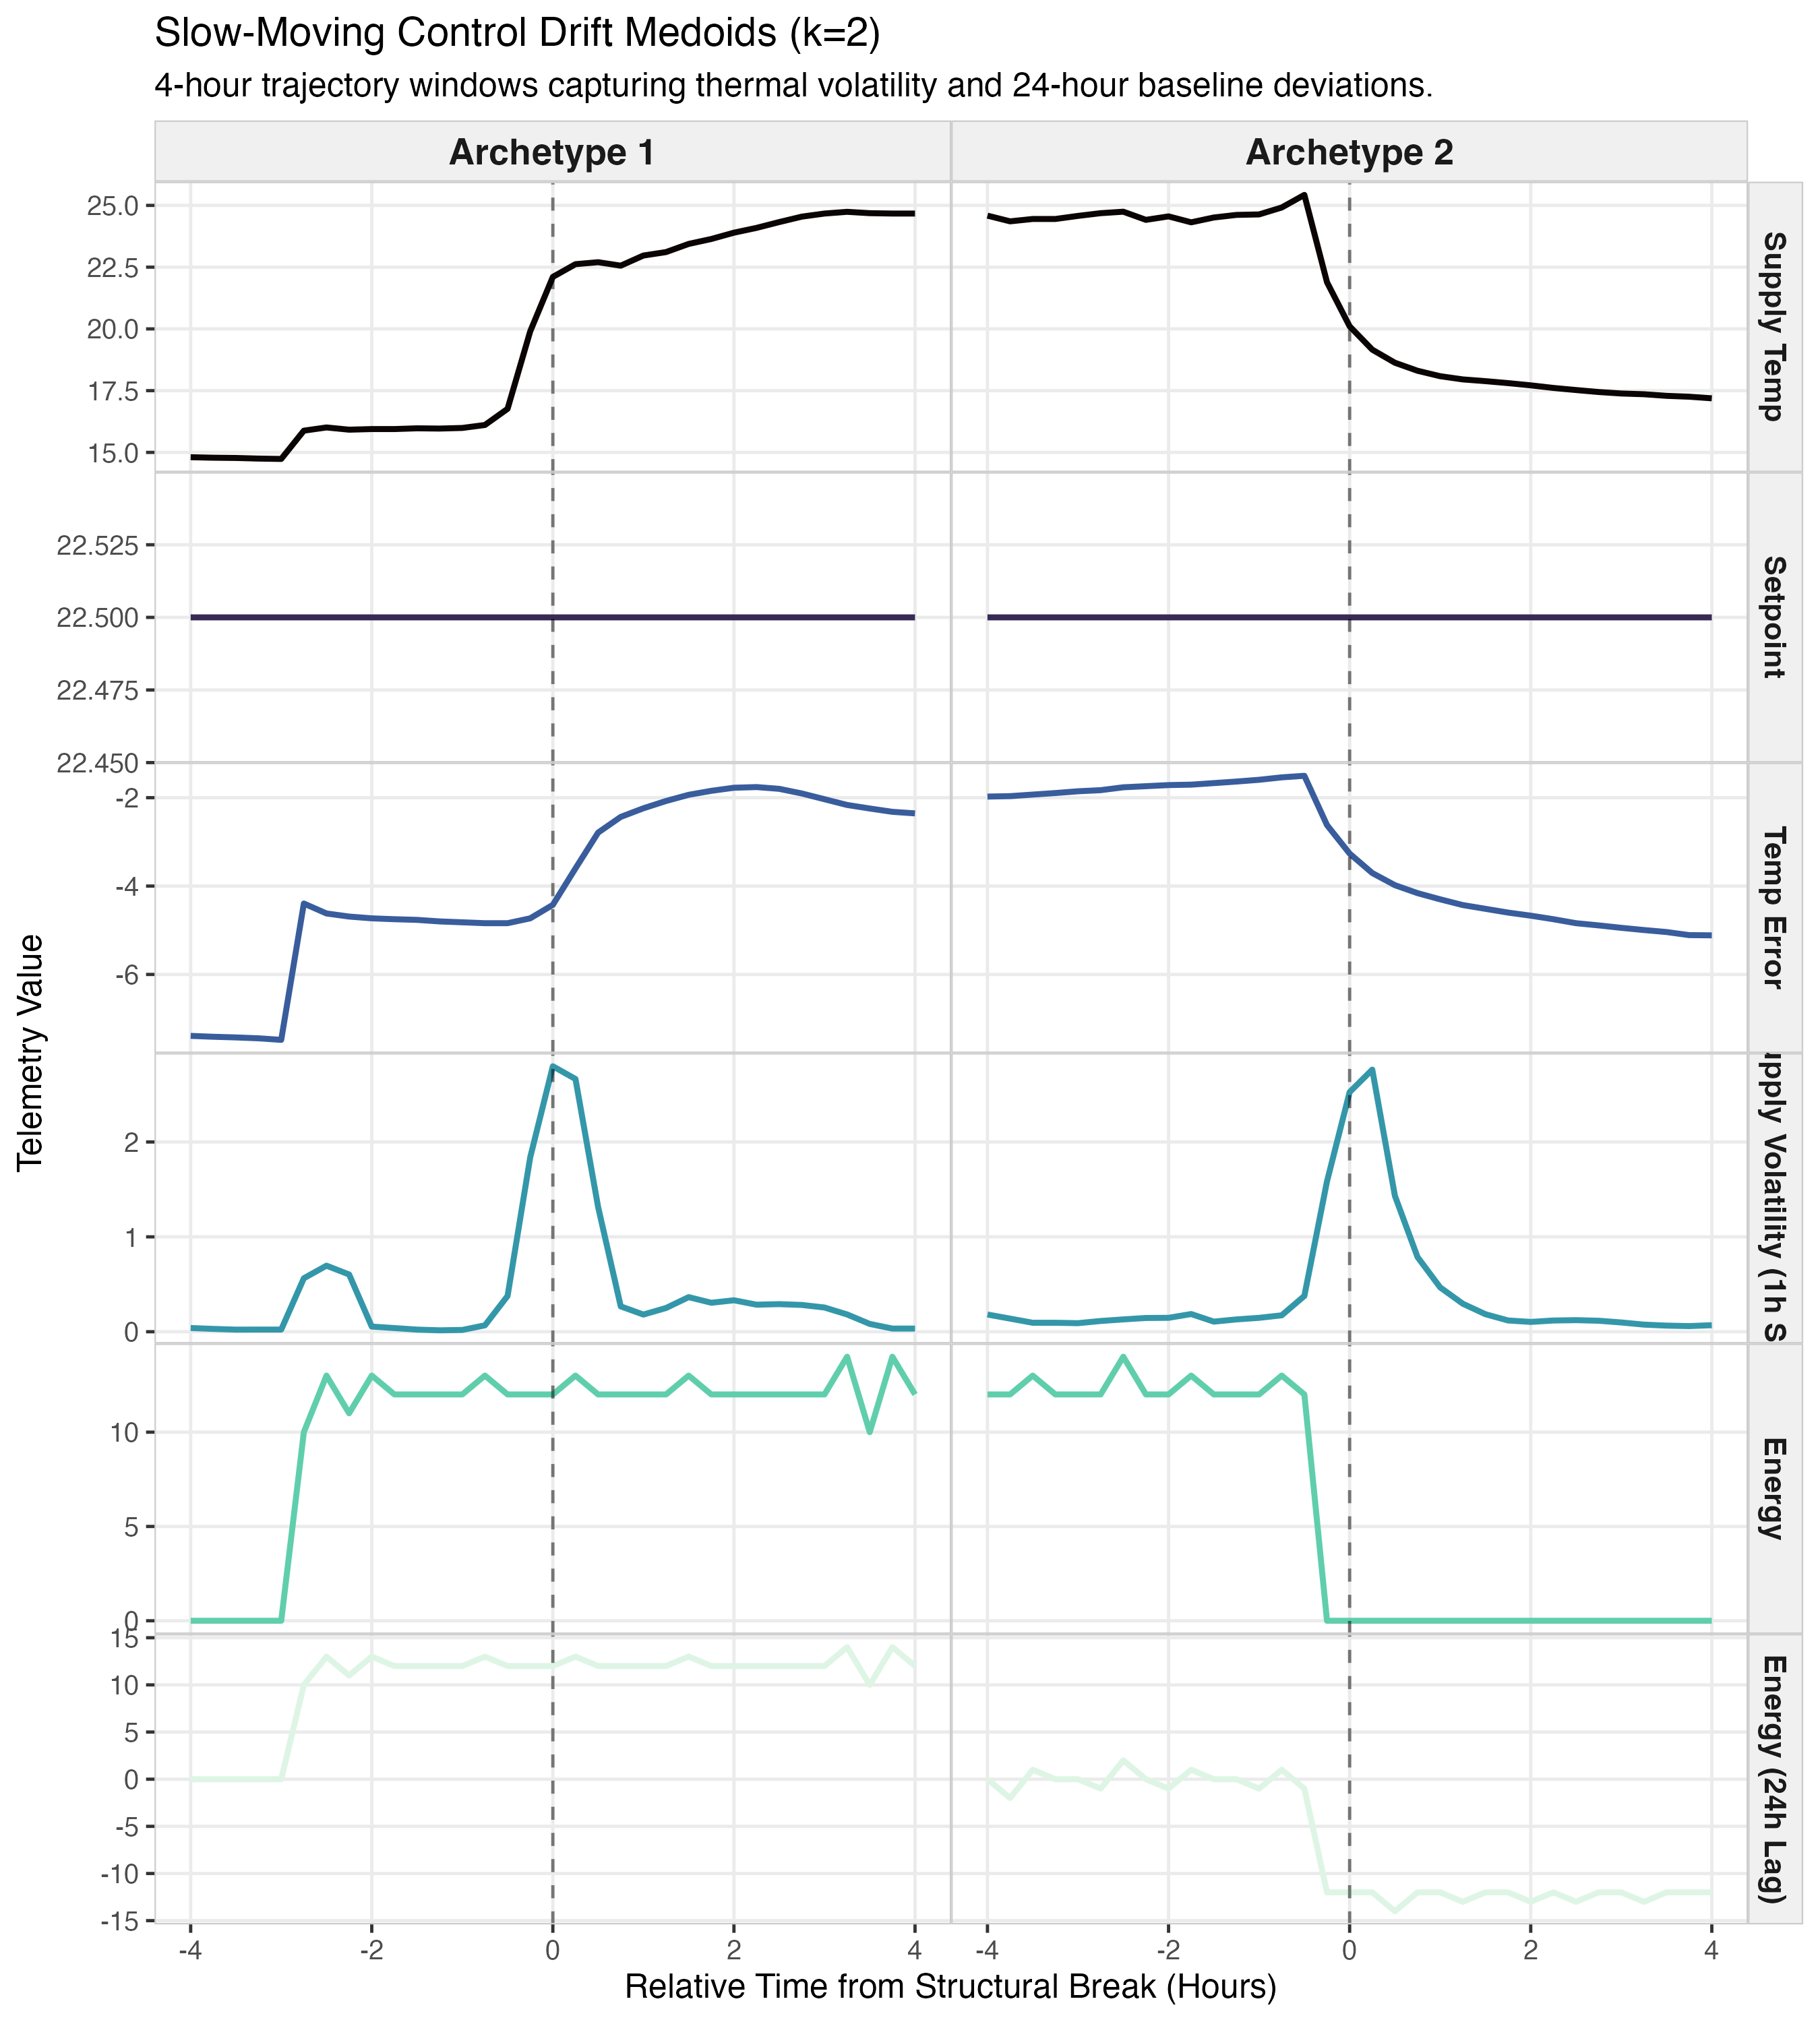 Slow-Moving Control Drift Medoids (k=2)
4-hour trajectory windows capturing thermal volatility and 24-hour baseline deviations.
Archetype 1
Archetype 2
25.0
22.5
20.0
17.5
15.0
Supply Temp
22.525
22.500
22.475
22.450
Setpoint
-2
-4
-6
Temp Error
2
1
0
Volatility (1h
10
5
0
Energy
15
10
5
0
-5
-10
-15
Energy (24h Lag)
Telemetry Value
-4
-2
0
2
4
-4
-2
0
2
4
Relative Time from Structural Break (Hours)